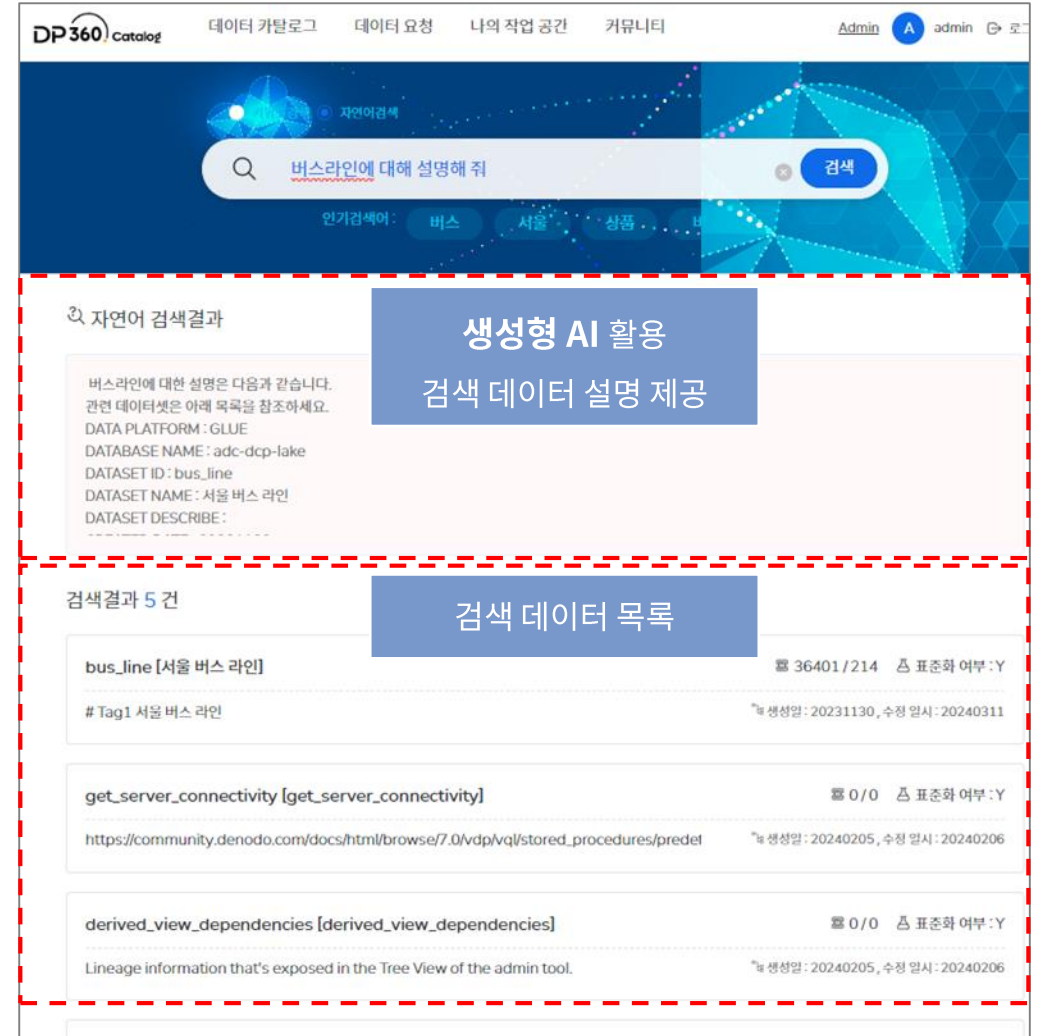 DP360 Catalog 데이터 카탈로그 데이터 요청 나의 작업 공간 커뮤니티 Admin A admin
자연어검색
버스라인에 대해 설명해 줘 검색
인기검색어 : 버스 서울 상품
자연어 검색결과
생성형 AI 활용
검색 데이터 설명 제공
버스라인에 대한 설명은 다음과 같습니다.
관련 데이터셋은 아래 목록을 참조하세요.
DATA PLATFORM : GLUE
DATABASE NAME : adc-dcp-lake
DATASET ID : bus_line
DATASET NAME : 서울 버스 라인
DATASET DESCRIBE :
검색결과 5 건
검색 데이터 목록
bus_line [서울 버스 라인] 36401 / 214 표준화 여부 : Y
# Tag1 서울 버스 라인 생성일 : 20231130 , 수정 일시 : 20240311
get_server_connectivity [get_server_connectivity] 0 / 0 표준화 여부 : Y
https://community.denodo.com/docs/html/browse/7.0/vdp/vql/stored_procedures/predef 생성일 : 20240205 , 수정 일시 : 20240206
derived_view_dependencies [derived_view_dependencies] 0 / 0 표준화 여부 : Y
Lineage information that's exposed in the Tree View of the admin tool. 생성일 : 20240205 , 수정 일시 : 20240206